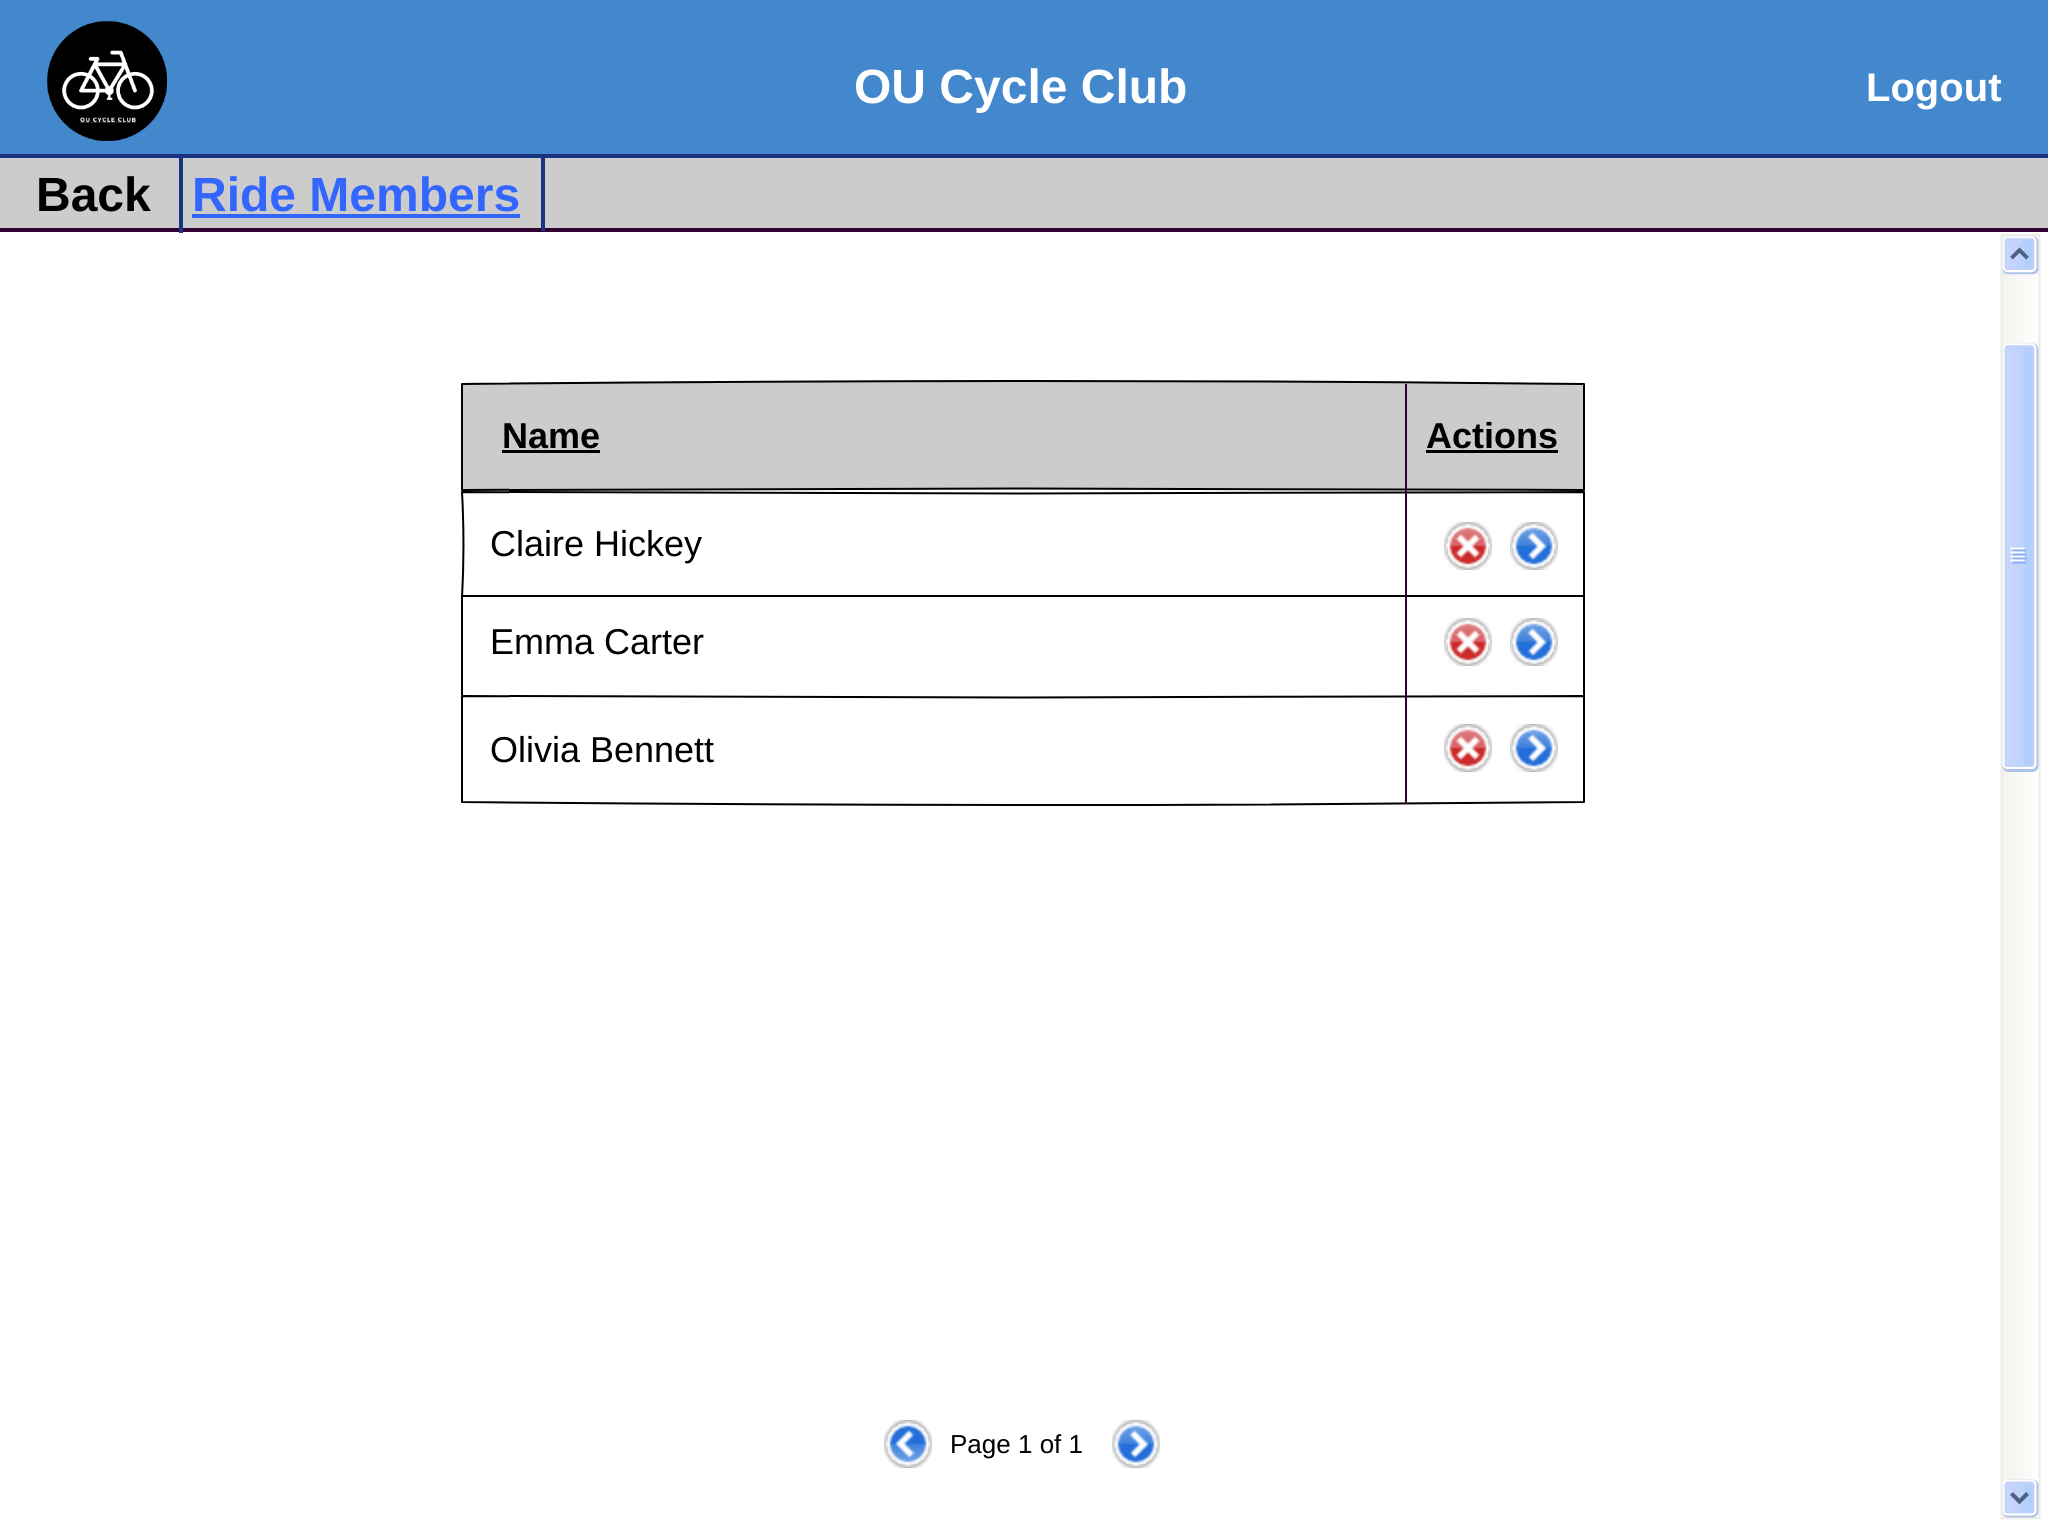 OU CYCLE CLUB
OU Cycle Club
Logout
Back
Ride Members
Name
Actions
Claire Hickey
Emma Carter
Olivia Bennett
Page 1 of 1